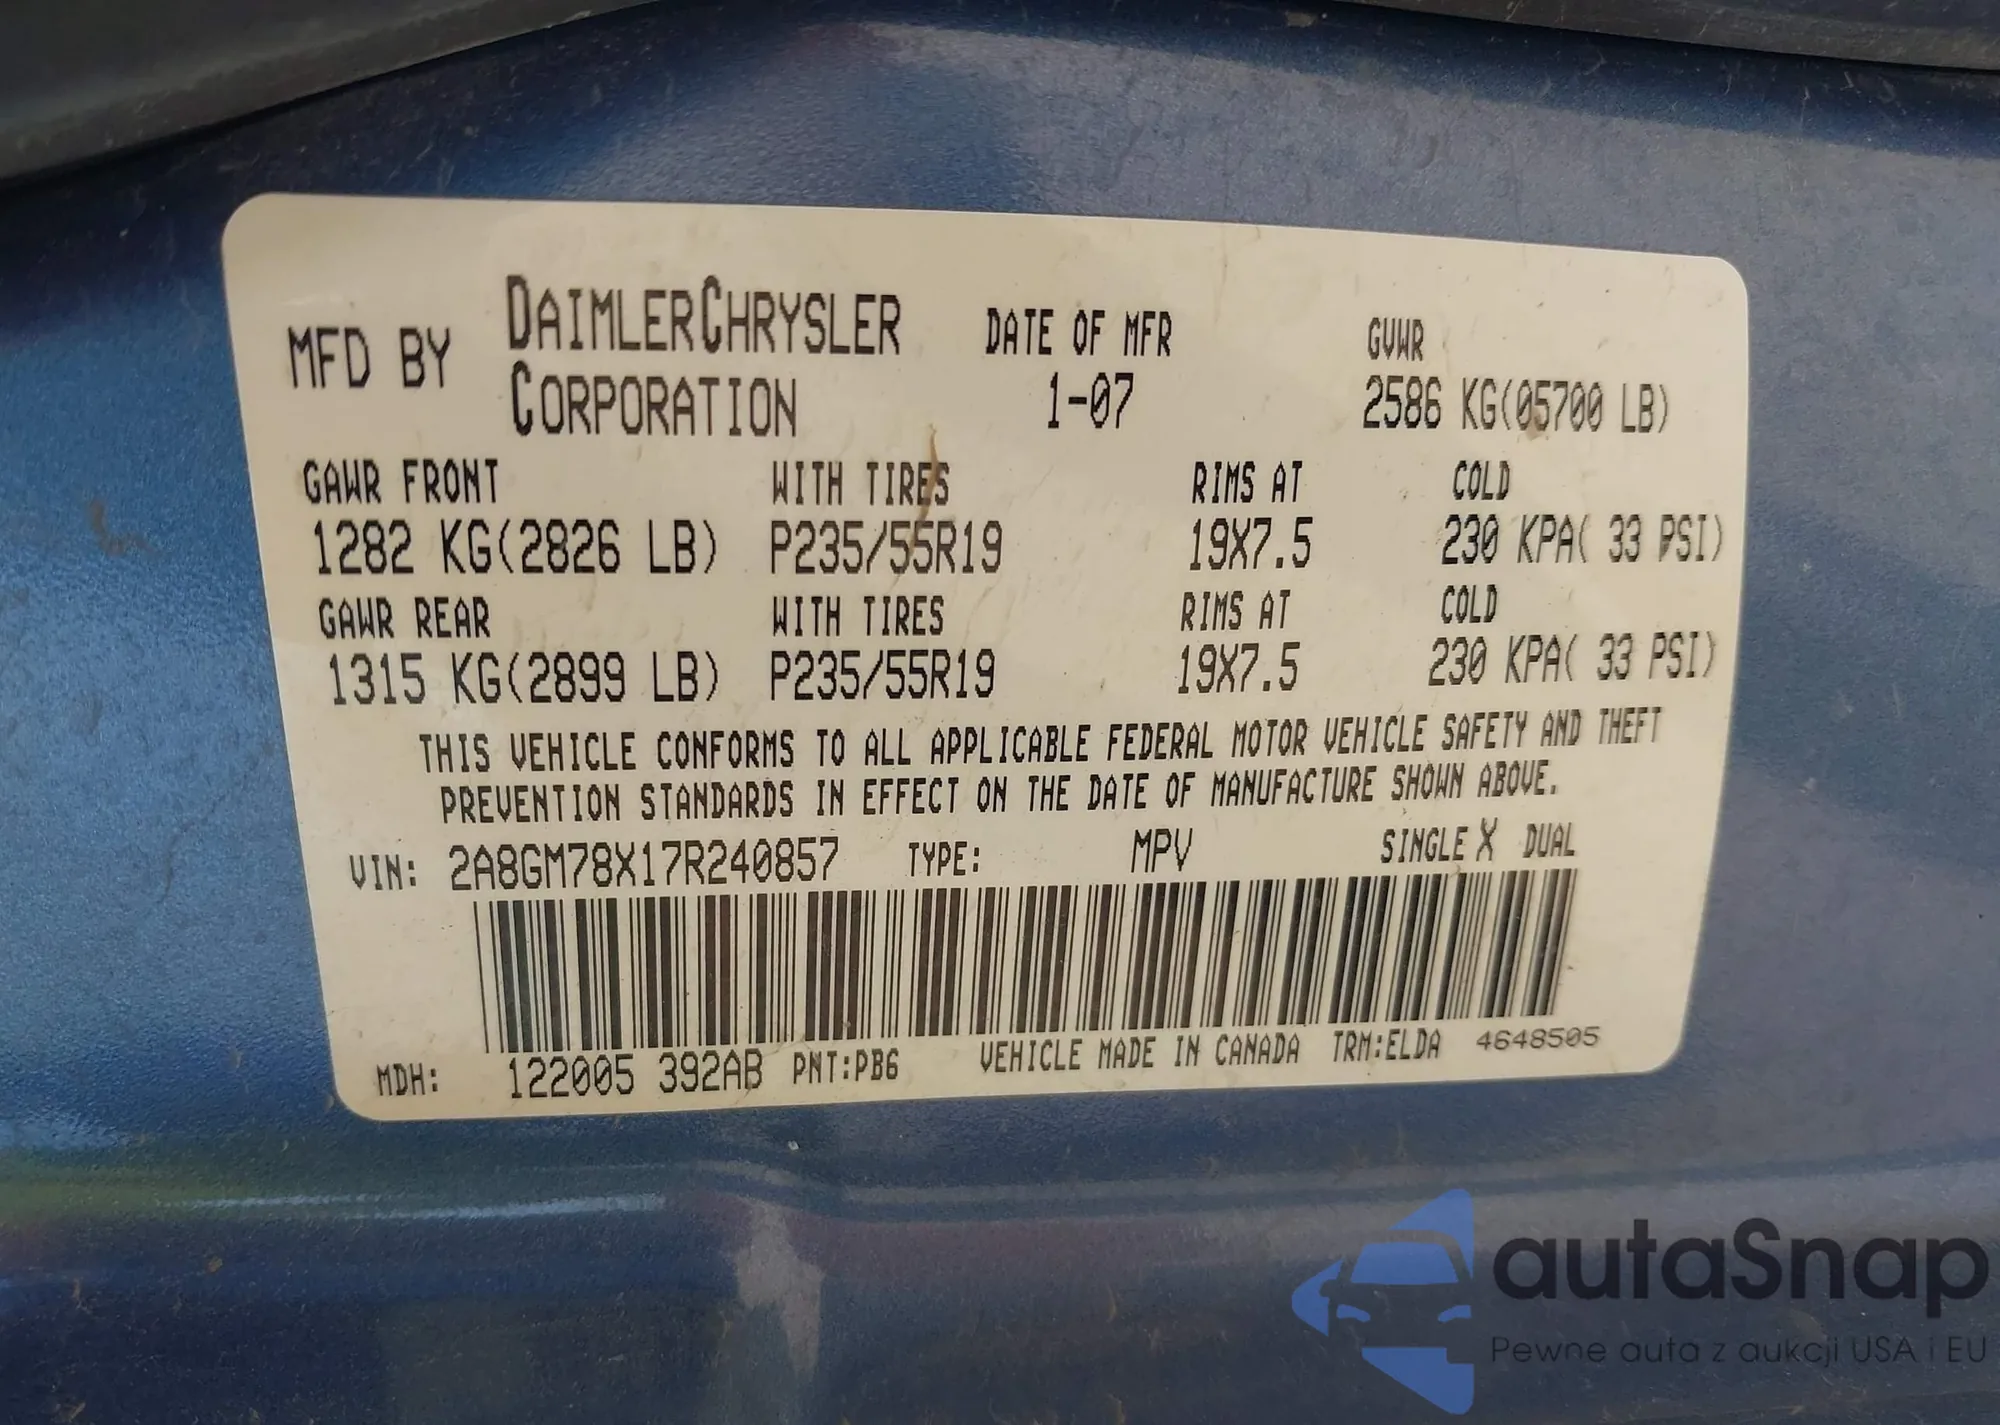 MFD BY DAIMLERCHRYSLER CORPORATION DATE OF MFR 1-07 GVWR 2586 KG(05700 LB)
GAWR FRONT WITH TIRES RIMS AT COLD
1282 KG(2826 LB) P235/55R19 19X7.5 230 KPA( 33 PSI)
GAWR REAR WITH TIRES RIMS AT COLD
1315 KG(2899 LB) P235/55R19 19X7.5 230 KPA( 33 PSI)
THIS VEHICLE CONFORMS TO ALL APPLICABLE FEDERAL MOTOR VEHICLE SAFETY AND THEFT
PREVENTION STANDARDS IN EFFECT ON THE DATE OF MANUFACTURE SHOWN ABOVE.
VIN: 2A8GM78X17R240857 TYPE: MPV SINGLE X DUAL
MDH: 122005 392AB PNT:PB6 VEHICLE MADE IN CANADA TRM:ELDA 4648505
autaSnap
Pewne auta z aukcji USA i EU